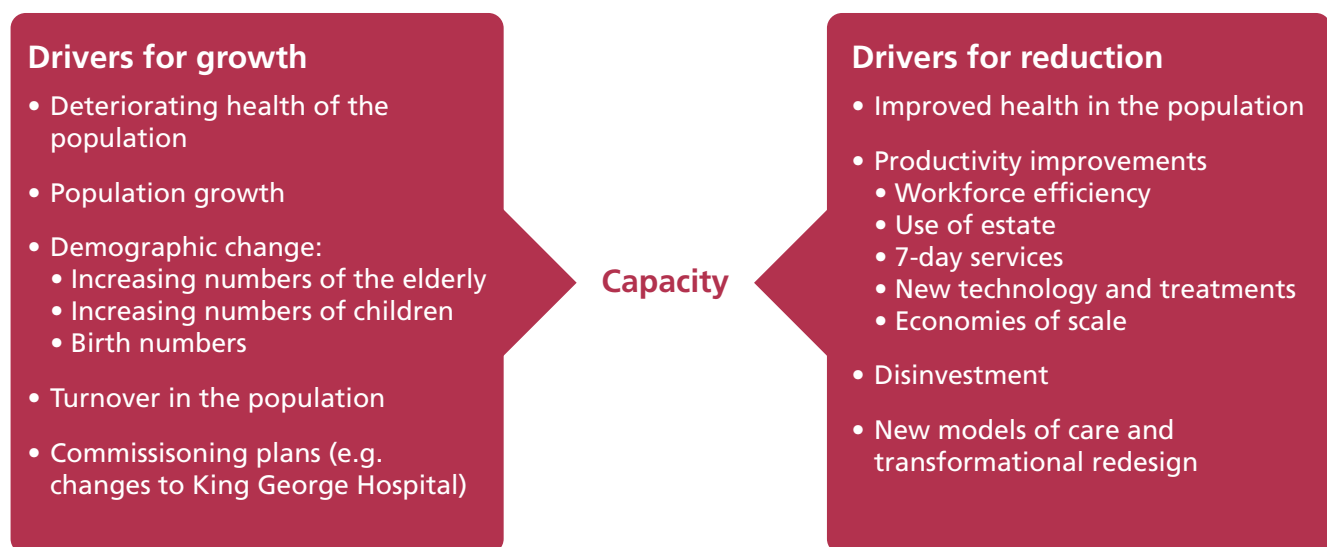 Drivers for growth
• Deteriorating health of the
population
• Population growth
• Demographic change:
• Increasing numbers of the elderly
• Increasing numbers of children
• Birth numbers
• Turnover in the population
• Commissisoning plans (e.g.
changes to King George Hospital)
Capacity
Drivers for reduction
• Improved health in the population
• Productivity improvements
• Workforce efficiency
• Use of estate
• 7-day services
• New technology and treatments
• Economies of scale
• Disinvestment
• New models of care and
transformational redesign